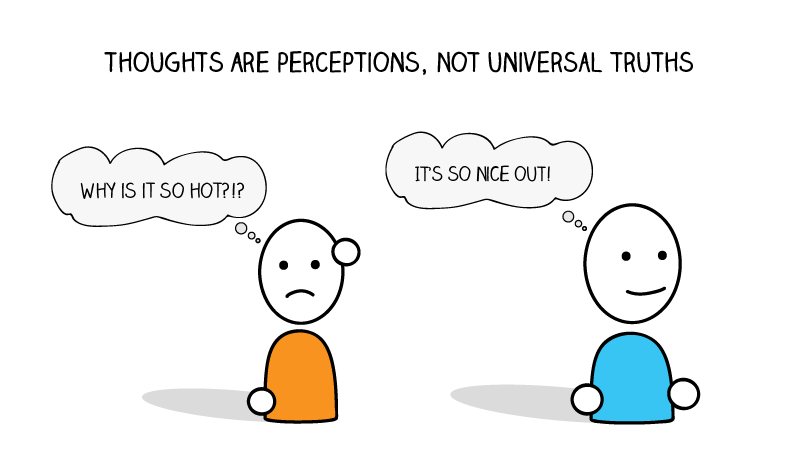 THOUGHTS ARE PERCEPTIONS, NOT UNIVERSAL TRUTHS
WHY IS IT SO HOT?!?
IT'S SO NICE OUT!